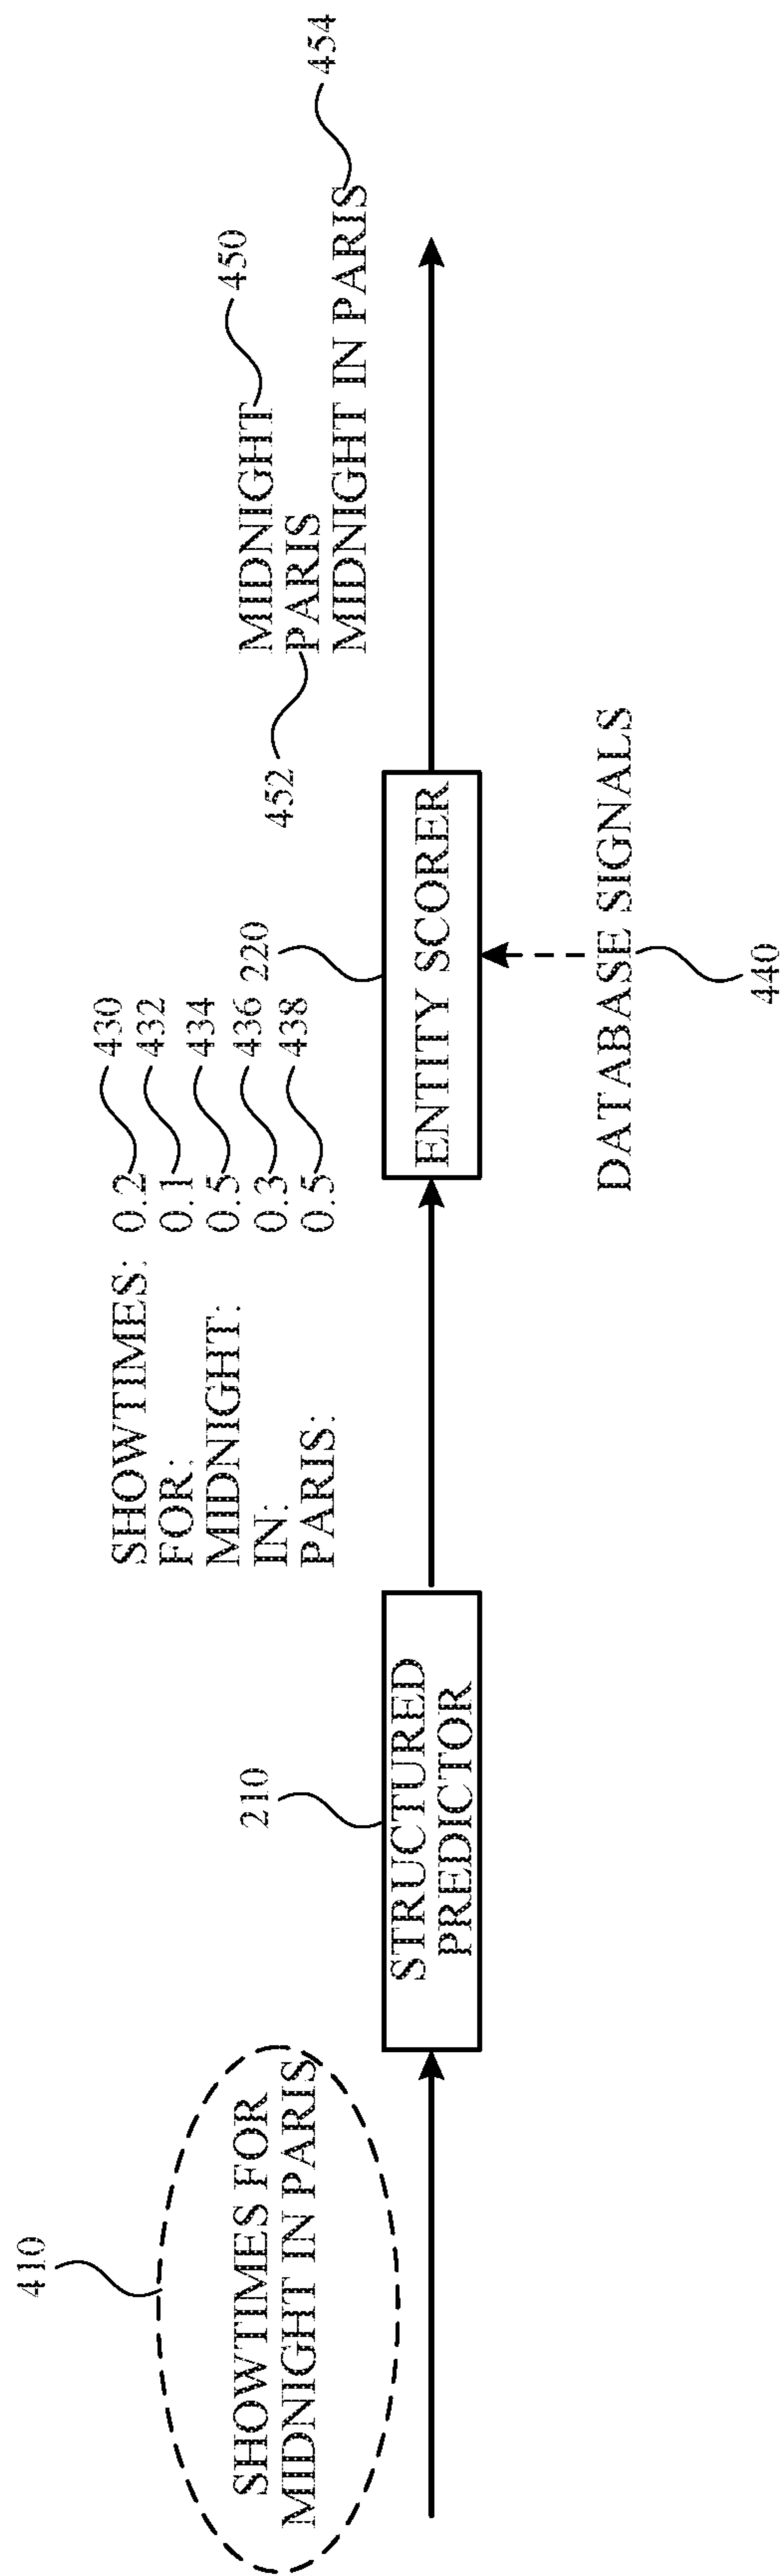 410
SHOWTIMES FOR
MIDNIGHT IN PARIS
210
STRUCTURED
PREDICTOR
SHOWTIMES: 0.2 430
FOR: 0.1 432
MIDNIGHT: 0.5 434
IN: 0.3 436
PARIS: 0.5 438
220
ENTITY SCORER
DATABASE SIGNALS
440
MIDNIGHT 450
452 PARIS
MIDNIGHT IN PARIS 454